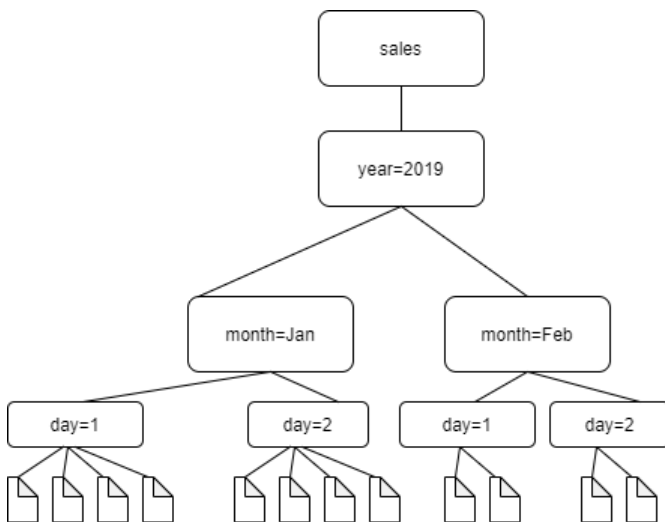 sales
year=2019
month=Jan
month=Feb
day=1
day=2
day=1
day=2